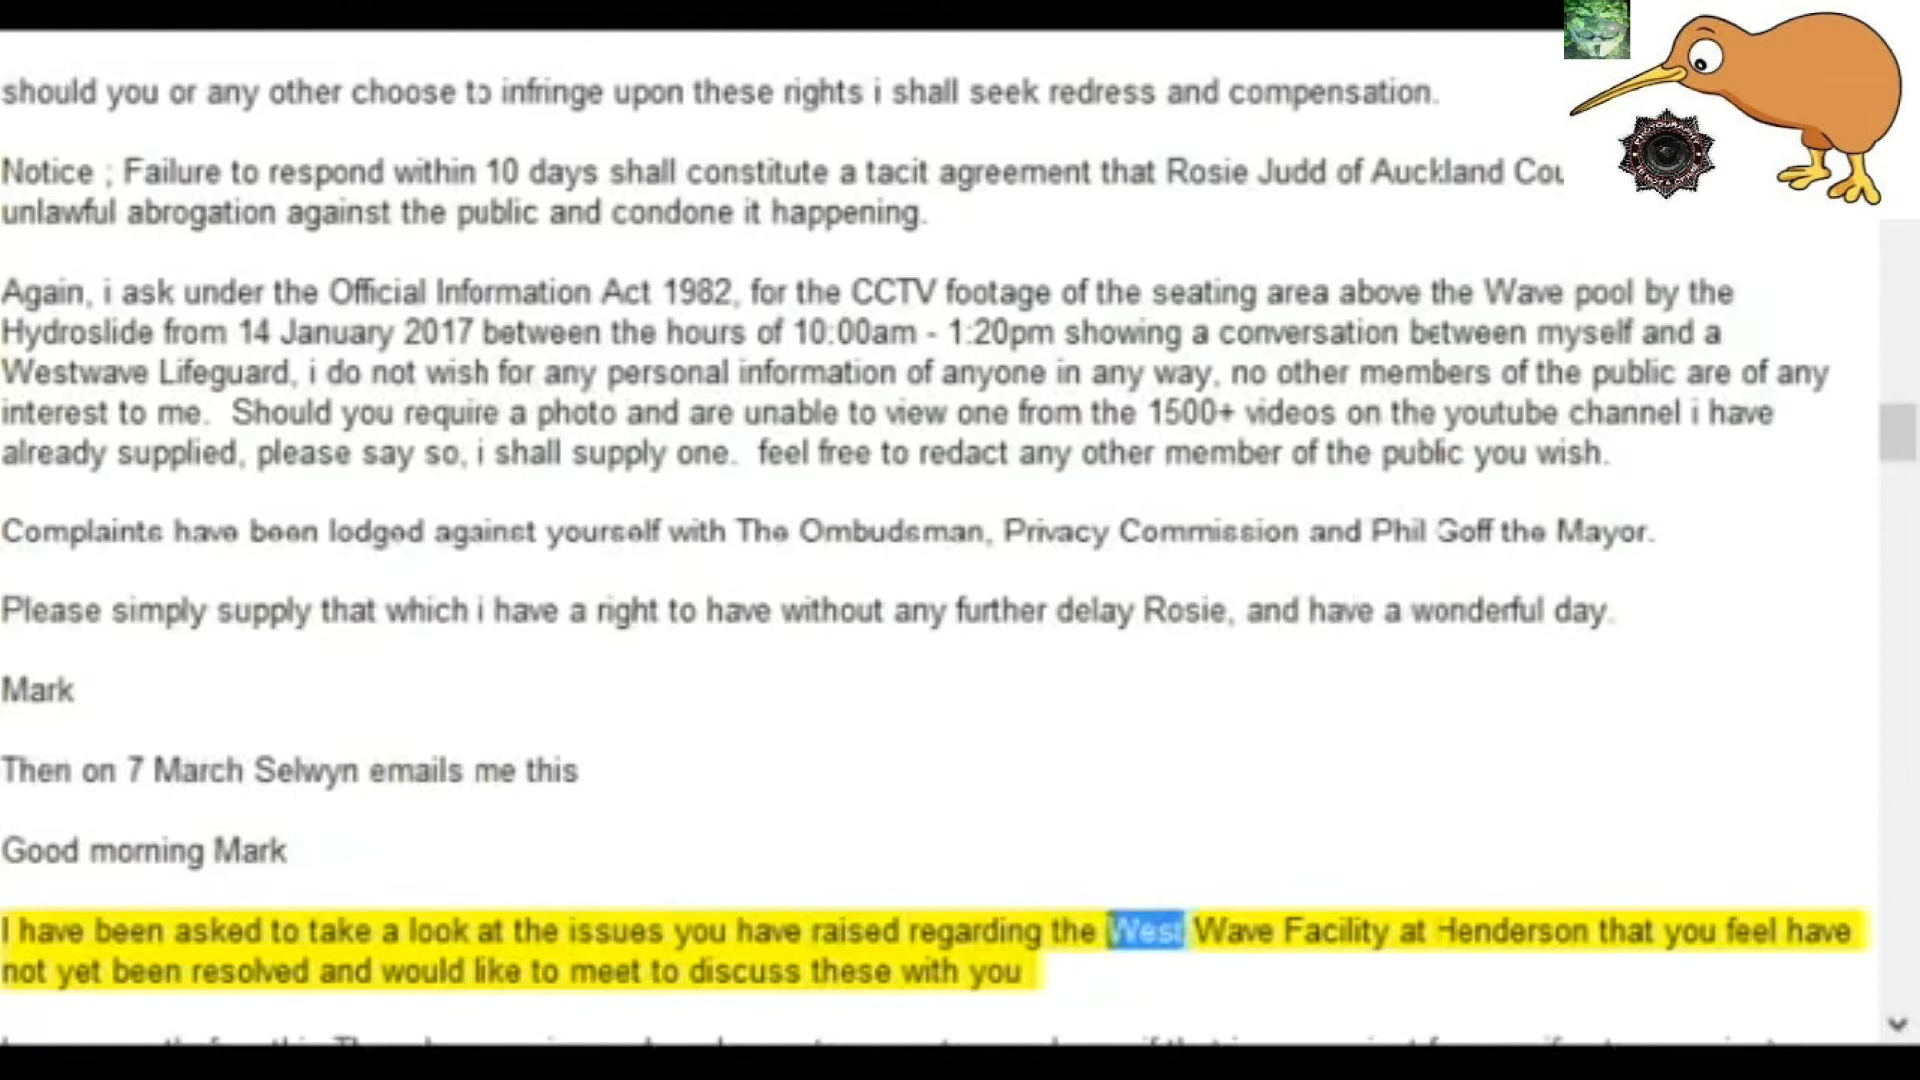 should you or any other choose to infringe upon these rights i shall seek redress and compensation.
Notice ; Failure to respond within 10 days shall constitute a tacit agreement that Rosie Judd of Auckland
unlawful abrogation against the public and condone it happening.
Again, i ask under the Official Information Act 1982, for the CCTV footage of the seating area above the Wave pool by the
Hydroslide from 14 January 2017 between the hours of 10:00am - 1:20pm showing a conversation between myself and a
Westwave Lifeguard, i do not wish for any personal information of anyone in any way, no other members of the public are of any
interest to me. Should you require a photo and are unable to view one from the 1500+ videos on the youtube channel i have
already supplied, please say so, i shall supply one. feel free to redact any other member of the public you wish.
Complaints have been lodged against yourself with The Ombudsman, Privacy Commission and Phil Goff the Mayor.
Please simply supply that which i have a right to have without any further delay Rosie, and have a wonderful day.
Mark
Then on 7 March Selwyn emails me this
Good morning Mark
I have been asked to take a look at the issues you have raised regarding the West Wave Facility at Henderson that you feel have
not yet been resolved and would like to meet to discuss these with you